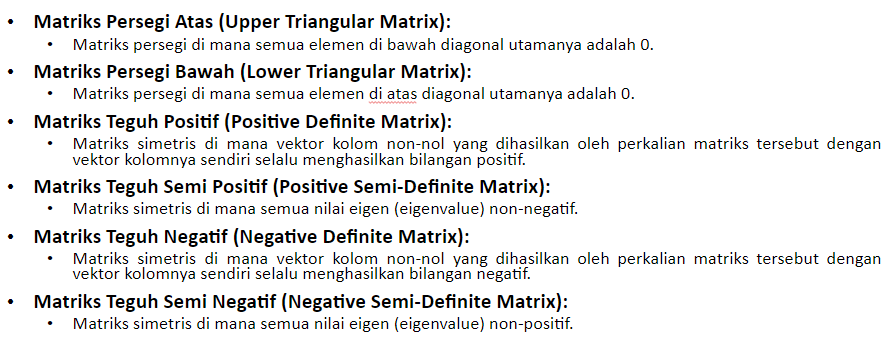 • Matriks Persegi Atas (Upper Triangular Matrix):
• Matriks persegi di mana semua elemen di bawah diagonal utamanya adalah 0.
• Matriks Persegi Bawah (Lower Triangular Matrix):
• Matriks persegi di mana semua elemen di atas diagonal utamanya adalah 0.
• Matriks Teguh Positif (Positive Definite Matrix):
• Matriks simetris di mana vektor kolom non-nol yang dihasilkan oleh perkalian matriks tersebut dengan
vektor kolomnya sendiri selalu menghasilkan bilangan positif.
• Matriks Teguh Semi Positif (Positive Semi-Definite Matrix):
• Matriks simetris di mana semua nilai eigen (eigenvalue) non-negatif.
• Matriks Teguh Negatif (Negative Definite Matrix):
• Matriks simetris di mana vektor kolom non-nol yang dihasilkan oleh perkalian matriks tersebut dengan
vektor kolomnya sendiri selalu menghasilkan bilangan negatif.
• Matriks Teguh Semi Negatif (Negative Semi-Definite Matrix):
• Matriks simetris di mana semua nilai eigen (eigenvalue) non-positif.